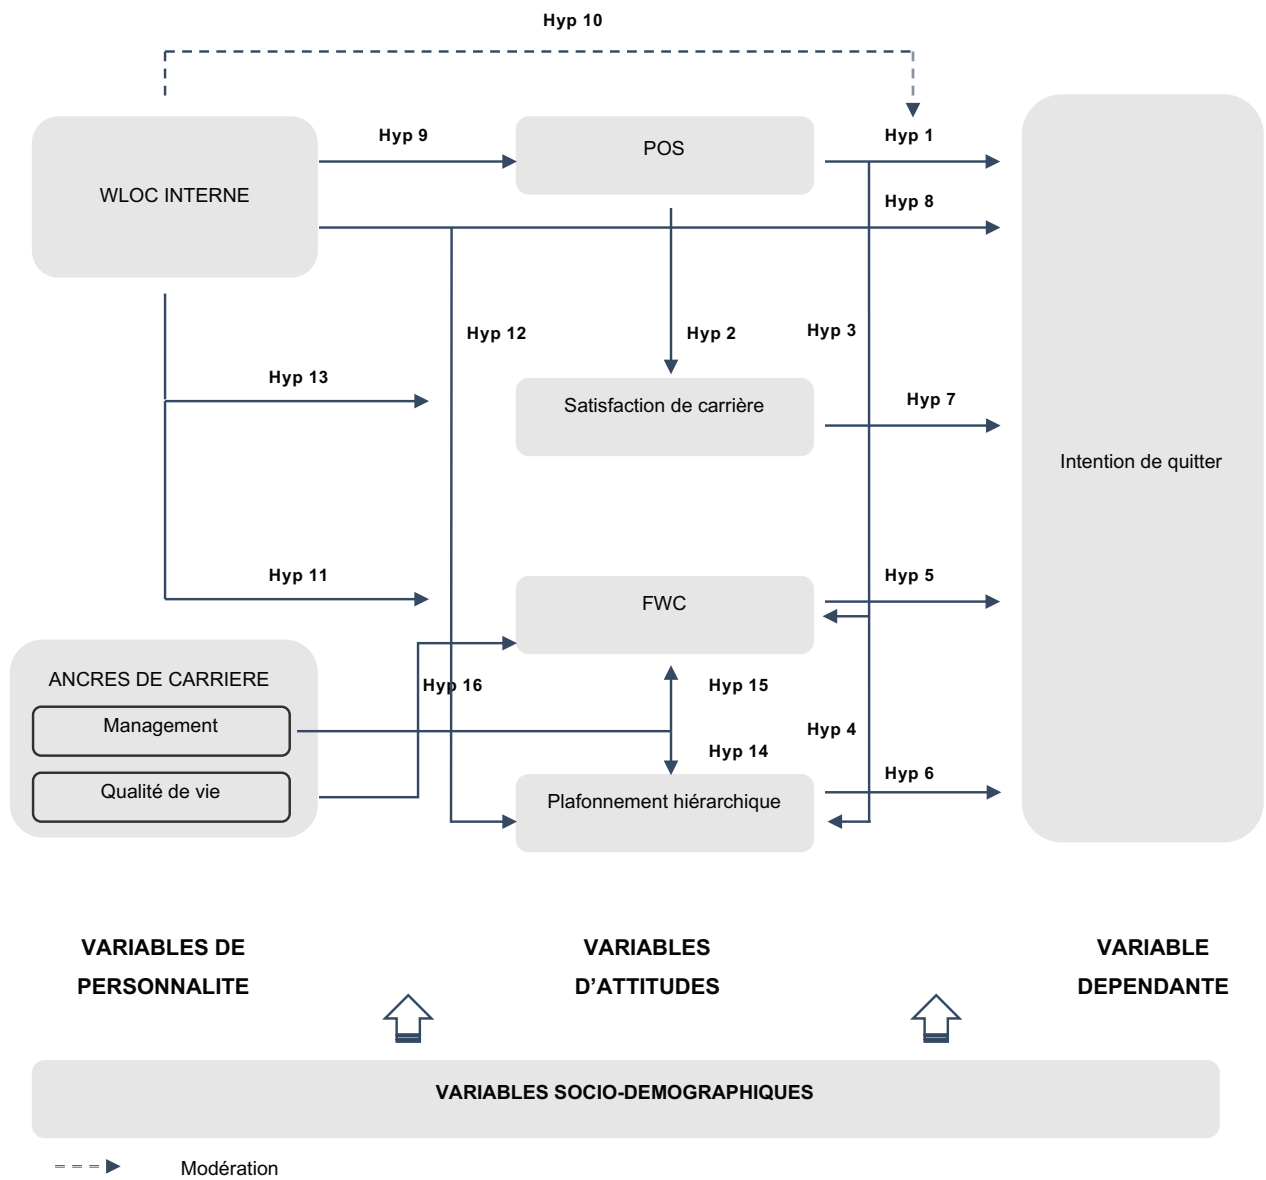 Hyp 10
Hyp 9
POS
Hyp 1
WLOC INTERNE
Hyp 8
Hyp 12
Hyp 2
Hyp 3
Hyp 13
Satisfaction de carrière
Hyp 7
Intention de quitter
Hyp 11
FWC
Hyp 5
ANCRES DE CARRIERE
Hyp 16
Hyp 15
Management
Hyp 4
Hyp 14
Hyp 6
Qualité de vie
Plafonnement hiérarchique
VARIABLES DE
PERSONNALITE
VARIABLES
D’ATTITUDES
VARIABLE
DEPENDANTE
VARIABLES SOCIO-DEMOGRAPHIQUES
Modération